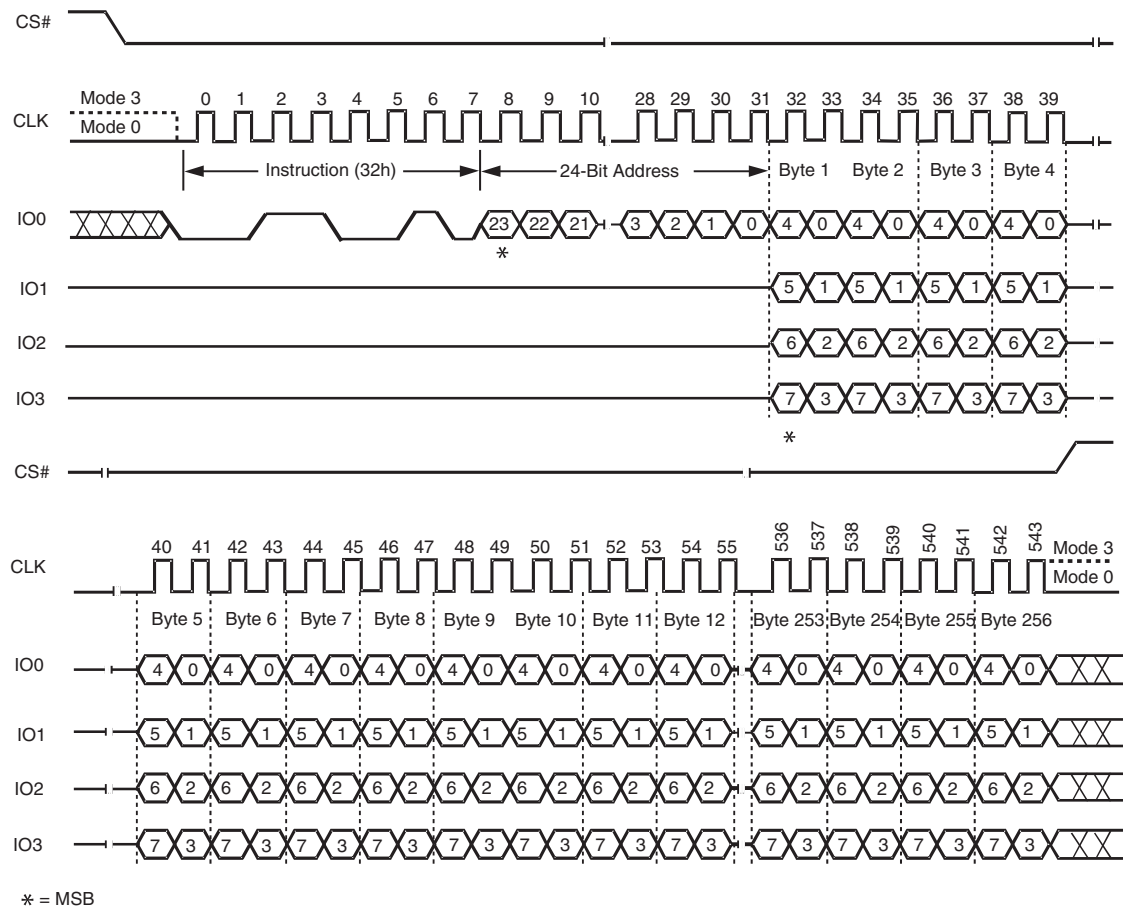 CS#
Mode 3
0 1 2 3 4 5 6 7 8 9 10 28 29 30 31 32 33 34 35 36 37 38 39
CLK
Mode 0
Instruction (32h) 24-Bit Address Byte 1 Byte 2 Byte 3 Byte 4
IO0 23 22 21 3 2 1 0 4 0 4 0 4 0 4 0
*
IO1 5 1 5 1 5 1 5 1
IO2 6 2 6 2 6 2 6 2
IO3 7 3 7 3 7 3 7 3
*
CS#
40 41 42 43 44 45 46 47 48 49 50 51 52 53 54 55 536 537 538 539 540 541 542 543
Mode 3
CLK
Mode 0
Byte 5 Byte 6 Byte 7 Byte 8 Byte 9 Byte 10 Byte 11 Byte 12 Byte 253 Byte 254 Byte 255 Byte 256
IO0 4 0 4 0 4 0 4 0 4 0 4 0 4 0 4 0 4 0 4 0 4 0 4 0
IO1 5 1 5 1 5 1 5 1 5 1 5 1 5 1 5 1 5 1 5 1 5 1 5 1
IO2 6 2 6 2 6 2 6 2 6 2 6 2 6 2 6 2 6 2 6 2 6 2 6 2
IO3 7 3 7 3 7 3 7 3 7 3 7 3 7 3 7 3 7 3 7 3 7 3 7 3
* = MSB